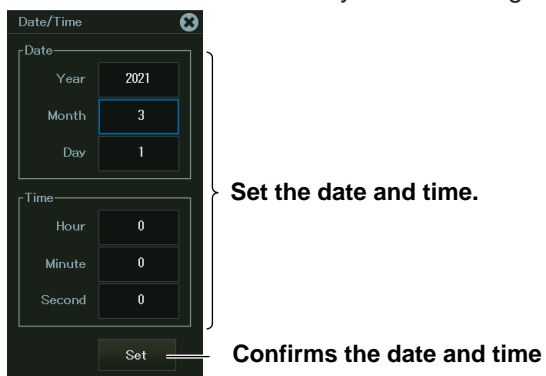 Date/Time
Date
Year 2021
Month 3
Day 1
Set the date and time.
Time
Hour 0
Minute 0
Second 0
Set
Confirms the date and time